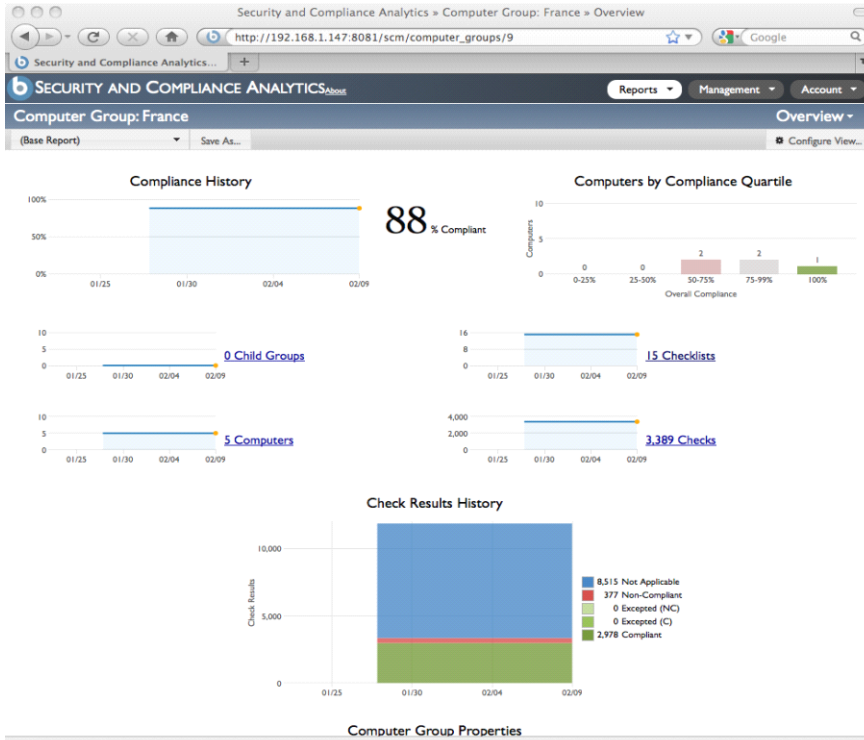 Security and Compliance Analytics » Computer Group: France » Overview
http://192.168.1.147:8081/scm/computer_groups/9
Google
Security and Compliance Analytics...
+
b SECURITY AND COMPLIANCE ANALYTICS About
Reports
Management
Account
Computer Group: France
Overview
(Base Report)
Save As...
Configure View...
Compliance History
100%
50%
0%
01/25
01/30
02/04
02/09
88 % Compliant
Computers by Compliance Quartile
Computers
10
5
0
0
0
2
2
1
0-25%
25-50%
50-75%
75-99%
100%
Overall Compliance
10
5
0
01/25
01/30
02/04
02/09
0 Child Groups
16
8
0
01/25
01/30
02/04
02/09
15 Checklists
10
5
0
01/25
01/30
02/04
02/09
5 Computers
4,000
2,000
0
01/25
01/30
02/04
02/09
3,389 Checks
Check Results History
Check Results
10,000
5,000
0
01/25
01/30
02/04
02/09
8,515 Not Applicable
377 Non-Compliant
0 Excepted (NC)
0 Excepted (C)
2,978 Compliant
Computer Group Properties